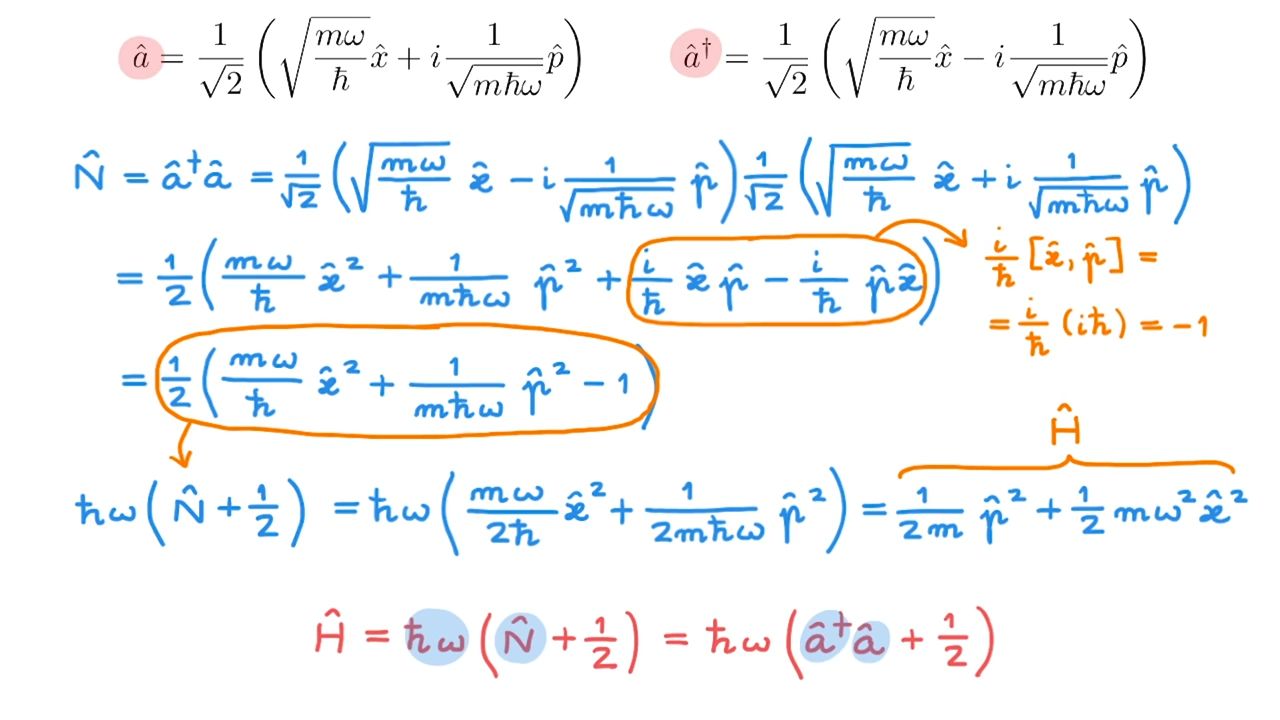 â = 1/√2 ( √(mω/ħ) x̂ + i 1/√(mħω) p̂ )    â† = 1/√2 ( √(mω/ħ) x̂ − i 1/√(mħω) p̂ )
N̂ = â†â = 1/√2 ( √(mω/ħ) x̂ − i 1/√(mħω) p̂ ) 1/√2 ( √(mω/ħ) x̂ + i 1/√(mħω) p̂ )
= 1/2 ( mω/ħ x̂² + 1/(mħω) p̂² + i/ħ x̂p̂ − i/ħ p̂x̂ )
i/ħ [x̂, p̂] =
= i/ħ (iħ) = −1
= 1/2 ( mω/ħ x̂² + 1/(mħω) p̂² − 1 )
Ĥ
ħω ( N̂ + 1/2 ) = ħω ( mω/2ħ x̂² + 1/(2mħω) p̂² ) = 1/2m p̂² + 1/2 mω² x̂²
Ĥ = ħω ( N̂ + 1/2 ) = ħω ( â†â + 1/2 )